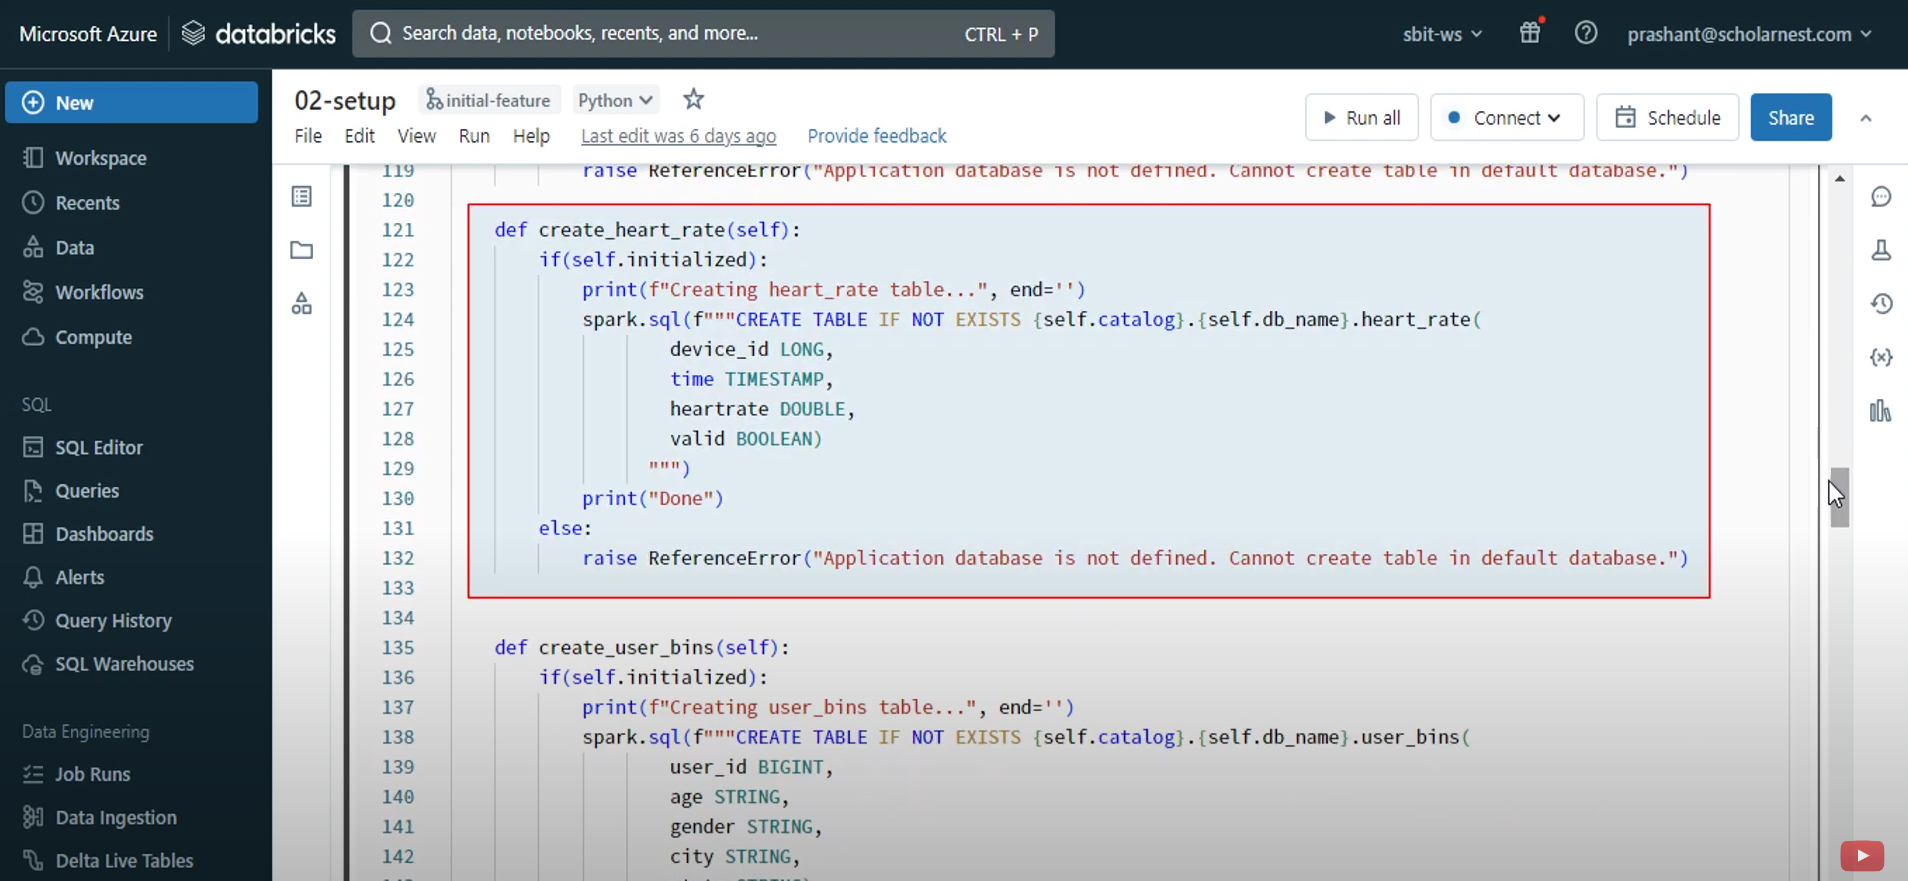 Microsoft Azure
databricks
Search data, notebooks, recents, and more...
CTRL + P
sbit-ws
prashant@scholarnest.com
New
Workspace
Recents
Data
Workflows
Compute
SQL
SQL Editor
Queries
Dashboards
Alerts
Query History
SQL Warehouses
Data Engineering
Job Runs
Data Ingestion
Delta Live Tables
02-setup
initial-feature
Python
File Edit View Run Help Last edit was 6 days ago Provide feedback
Run all
Connect
Schedule
Share
119 raise ReferenceError("Application database is not defined. Cannot create table in default database.")
120
121 def create_heart_rate(self):
122 if(self.initialized):
123 print(f"Creating heart_rate table...", end='')
124 spark.sql(f"""CREATE TABLE IF NOT EXISTS {self.catalog}.{self.db_name}.heart_rate(
125 device_id LONG,
126 time TIMESTAMP,
127 heartrate DOUBLE,
128 valid BOOLEAN)
129 """)
130 print("Done")
131 else:
132 raise ReferenceError("Application database is not defined. Cannot create table in default database.")
133
134
135 def create_user_bins(self):
136 if(self.initialized):
137 print(f"Creating user_bins table...", end='')
138 spark.sql(f"""CREATE TABLE IF NOT EXISTS {self.catalog}.{self.db_name}.user_bins(
139 user_id BIGINT,
140 age STRING,
141 gender STRING,
142 city STRING,